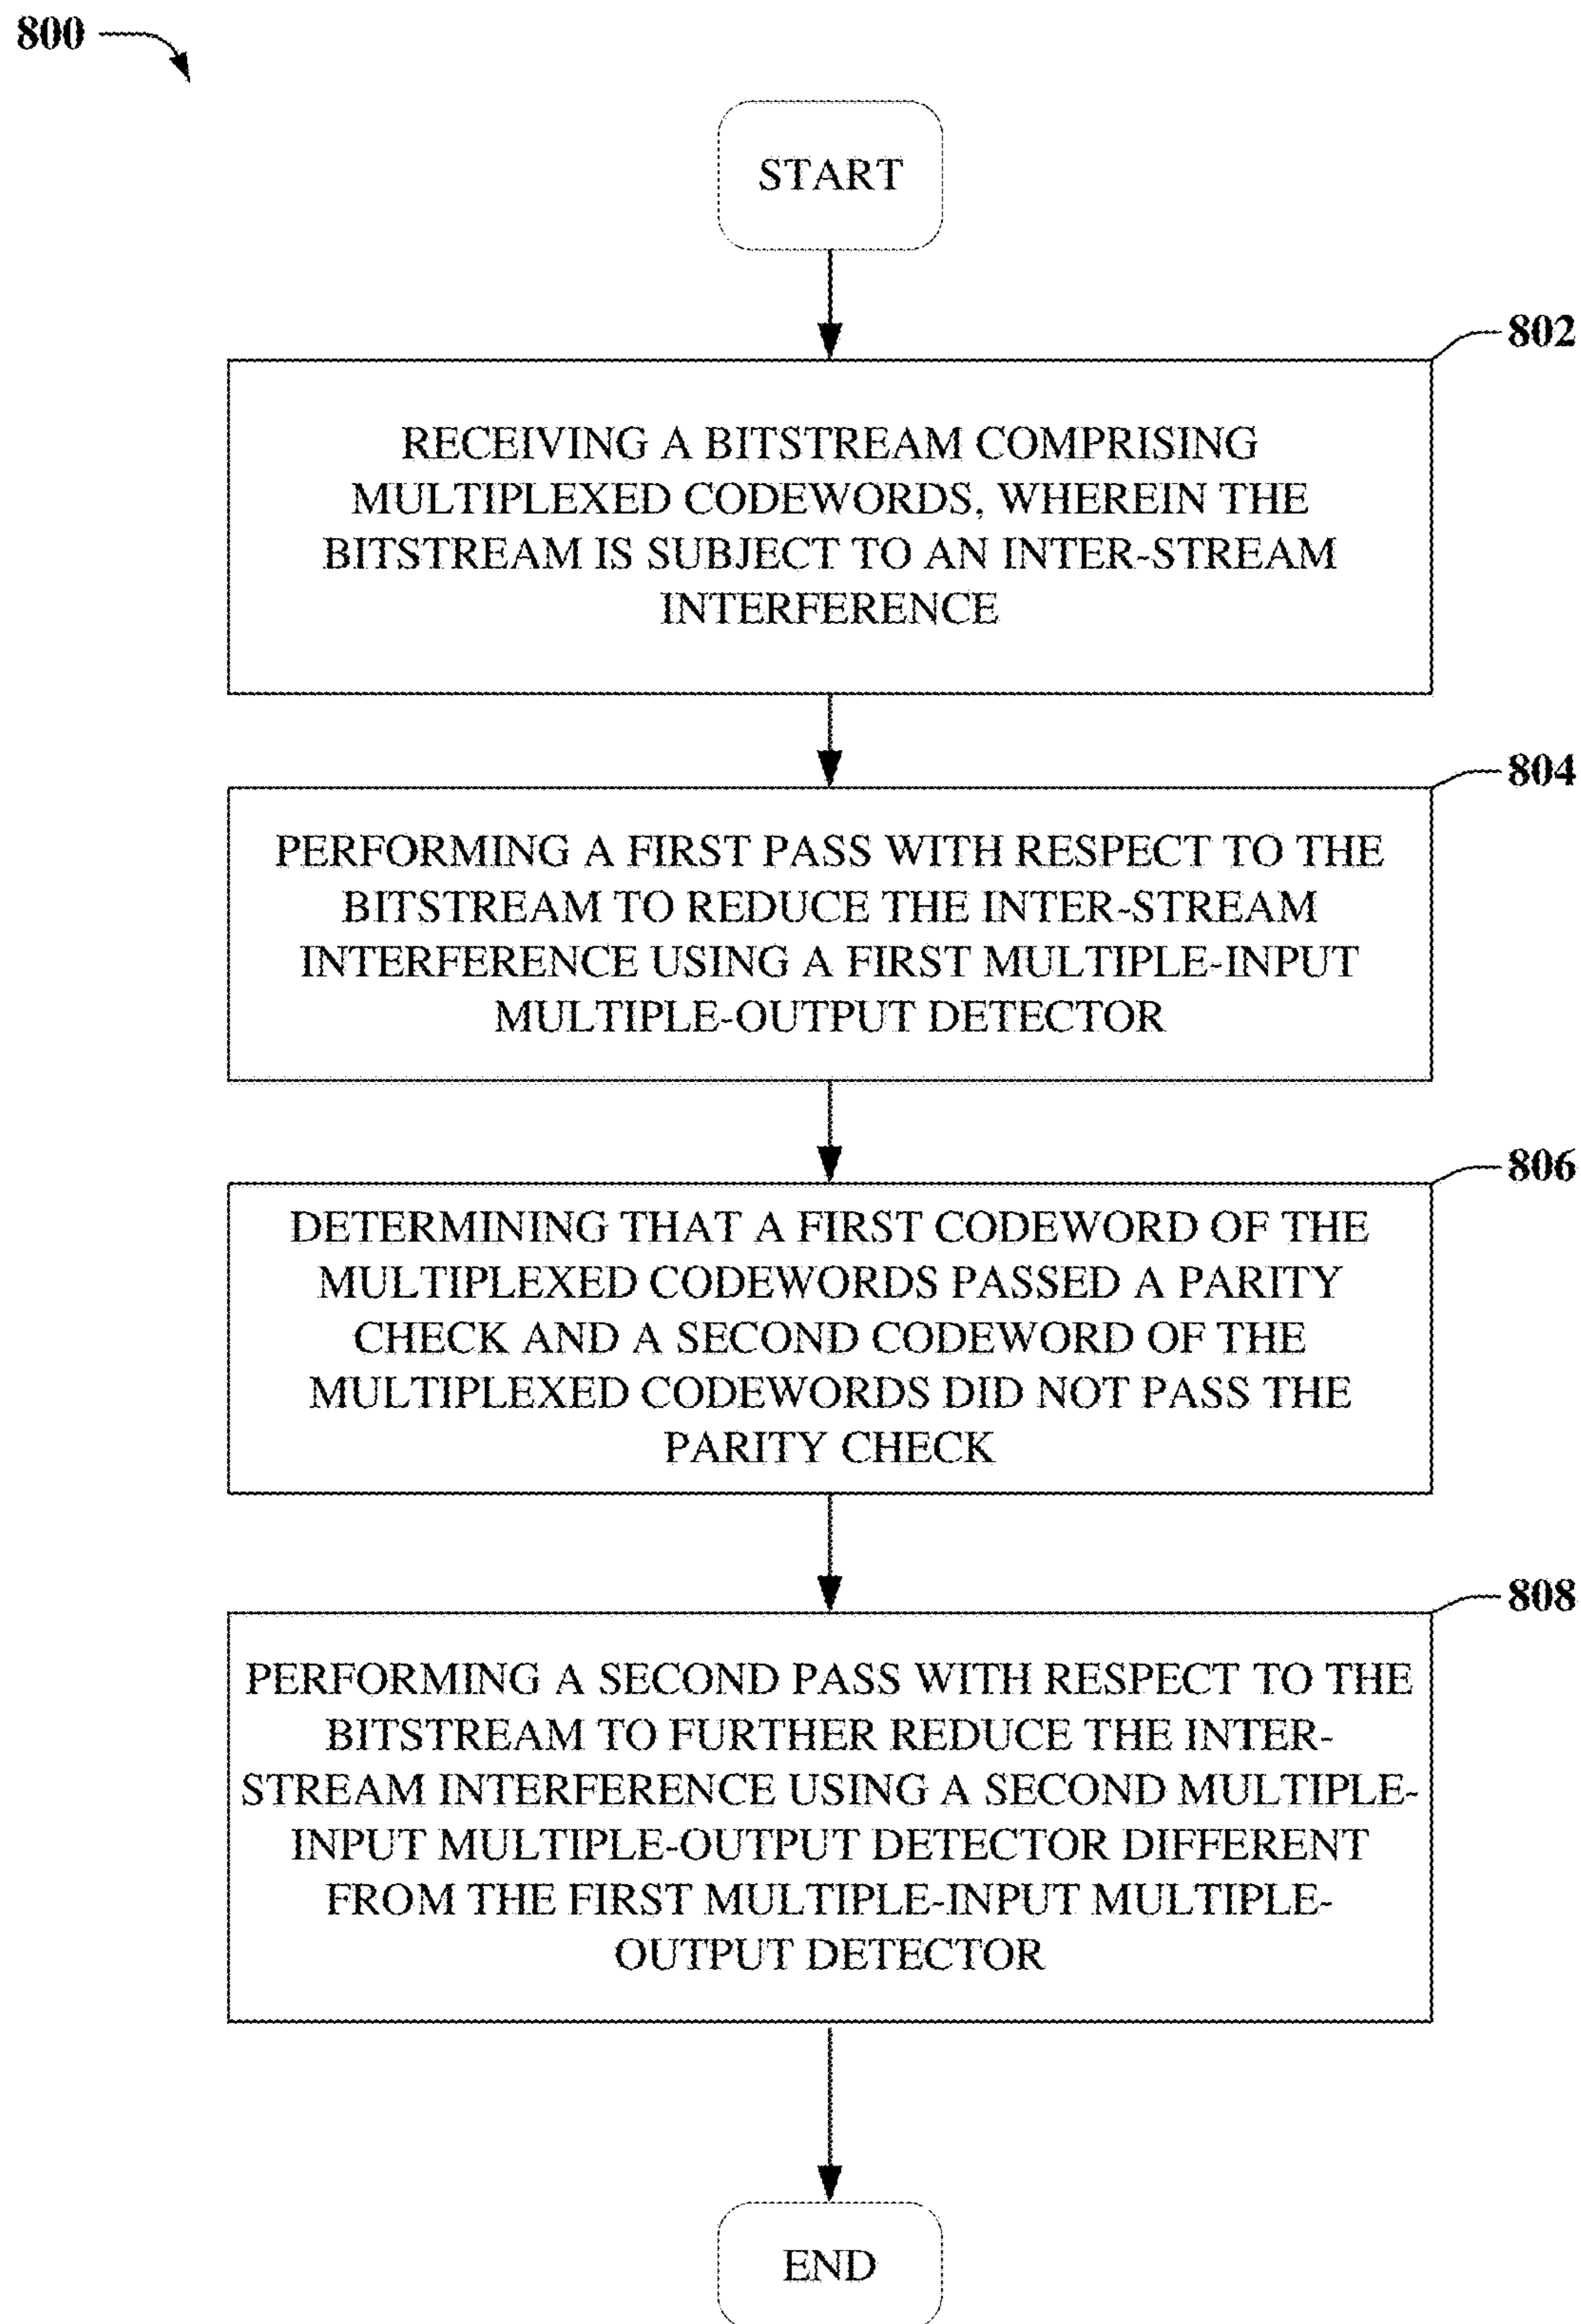 800
START
802
RECEIVING A BITSTREAM COMPRISING
MULTIPLEXED CODEWORDS, WHEREIN THE
BITSTREAM IS SUBJECT TO AN INTER-STREAM
INTERFERENCE
804
PERFORMING A FIRST PASS WITH RESPECT TO THE
BITSTREAM TO REDUCE THE INTER-STREAM
INTERFERENCE USING A FIRST MULTIPLE-INPUT
MULTIPLE-OUTPUT DETECTOR
806
DETERMINING THAT A FIRST CODEWORD OF THE
MULTIPLEXED CODEWORDS PASSED A PARITY
CHECK AND A SECOND CODEWORD OF THE
MULTIPLEXED CODEWORDS DID NOT PASS THE
PARITY CHECK
808
PERFORMING A SECOND PASS WITH RESPECT TO THE
BITSTREAM TO FURTHER REDUCE THE INTER-
STREAM INTERFERENCE USING A SECOND MULTIPLE-
INPUT MULTIPLE-OUTPUT DETECTOR DIFFERENT
FROM THE FIRST MULTIPLE-INPUT MULTIPLE-
OUTPUT DETECTOR
END